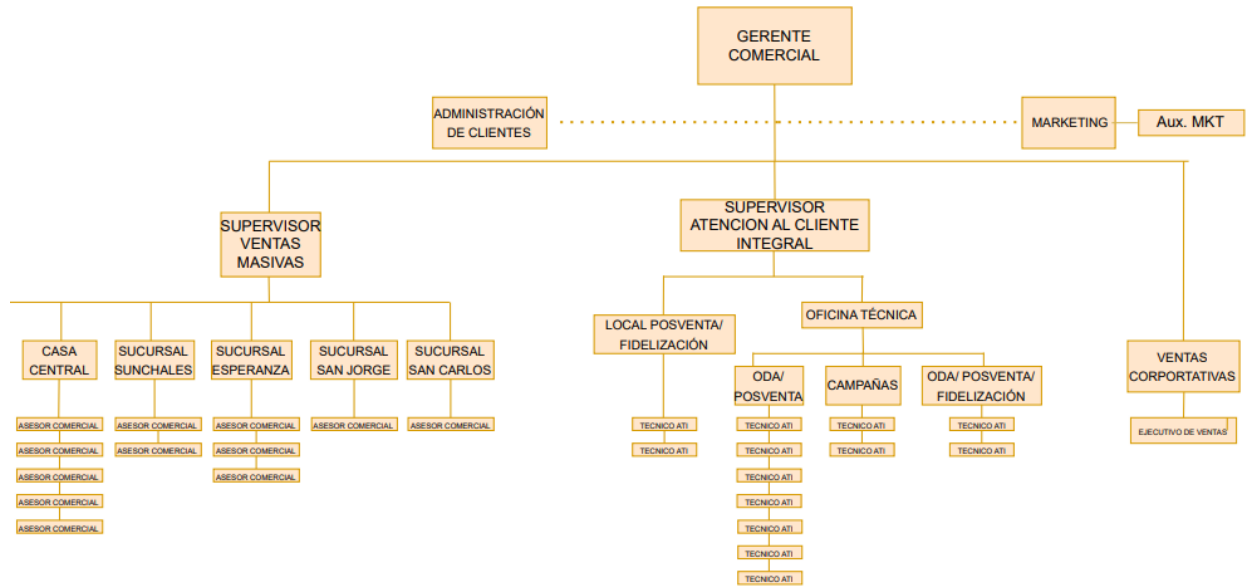 GERENTE
COMERCIAL
ADMINISTRACIÓN
DE CLIENTES
MARKETING
Aux. MKT
SUPERVISOR
VENTAS
MASIVAS
SUPERVISOR
ATENCION AL CLIENTE
INTEGRAL
CASA
CENTRAL
SUCURSAL
SUNCHALES
SUCURSAL
ESPERANZA
SUCURSAL
SAN JORGE
SUCURSAL
SAN CARLOS
LOCAL POSVENTA/
FIDELIZACIÓN
OFICINA TÉCNICA
ODA/
POSVENTA
CAMPAÑAS
ODA/ POSVENTA/
FIDELIZACIÓN
VENTAS
CORPORTATIVAS
ASESOR COMERCIAL
ASESOR COMERCIAL
ASESOR COMERCIAL
ASESOR COMERCIAL
ASESOR COMERCIAL
ASESOR COMERCIAL
ASESOR COMERCIAL
ASESOR COMERCIAL
ASESOR COMERCIAL
ASESOR COMERCIAL
ASESOR COMERCIAL
ASESOR COMERCIAL
TECNICO ATI
TECNICO ATI
TECNICO ATI
TECNICO ATI
TECNICO ATI
TECNICO ATI
TECNICO ATI
TECNICO ATI
TECNICO ATI
TECNICO ATI
TECNICO ATI
TECNICO ATI
TECNICO ATI
EJECUTIVO DE VENTAS